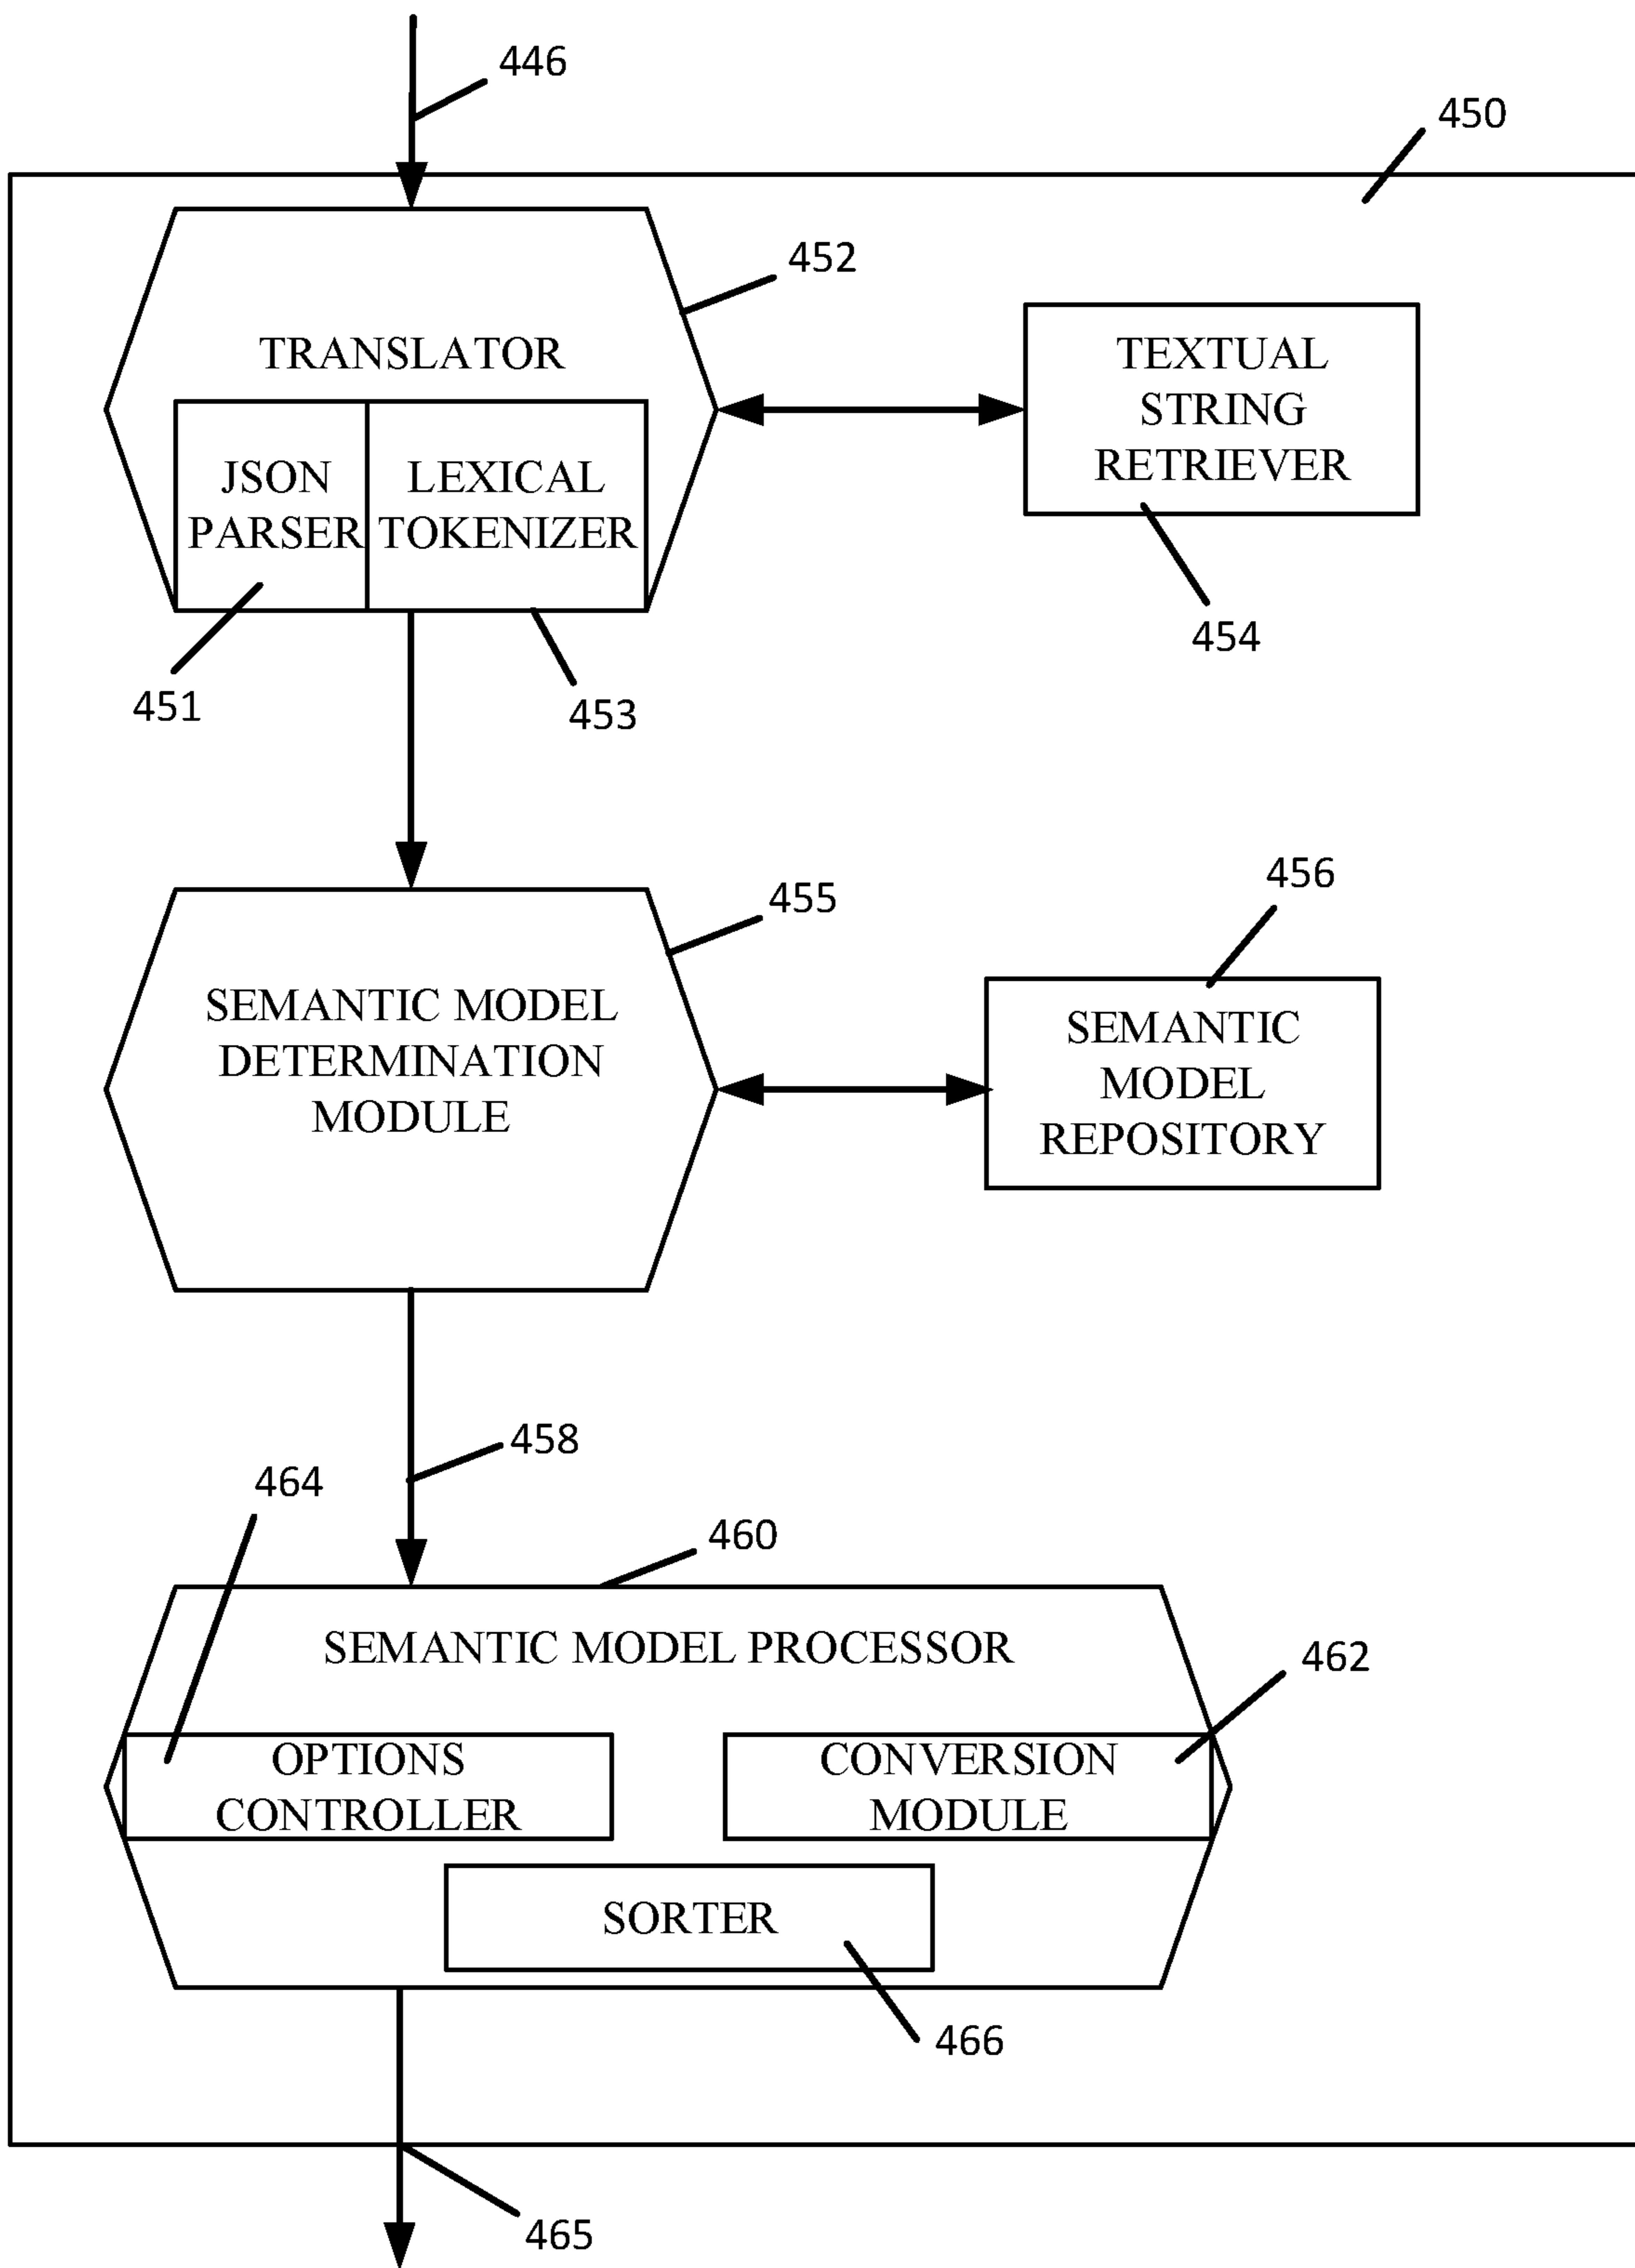 446
450
452
TRANSLATOR
TEXTUAL
STRING
RETRIEVER
JSON
PARSER
LEXICAL
TOKENIZER
454
451
453
456
455
SEMANTIC MODEL
DETERMINATION
MODULE
SEMANTIC
MODEL
REPOSITORY
458
464
460
SEMANTIC MODEL PROCESSOR
462
OPTIONS
CONTROLLER
CONVERSION
MODULE
SORTER
466
465